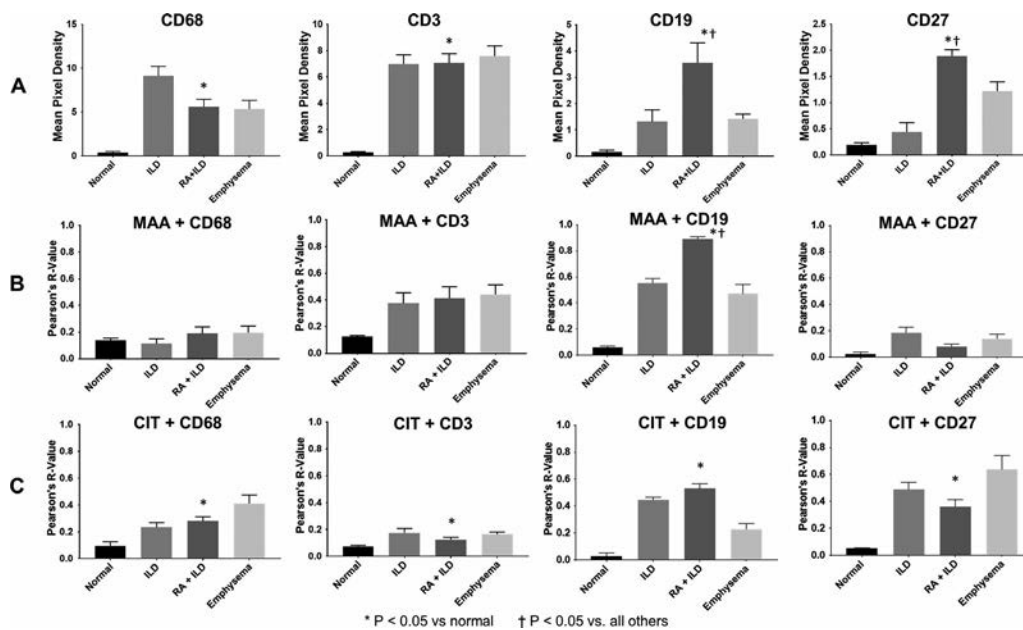 CD68
CD3
CD19
CD27
A
Mean Pixel Density
15
10
5
0
Normal
ILD
RA+ILD
Emphysema
*
Mean Pixel Density
10
8
6
4
2
0
Normal
ILD
RA+ILD
Emphysema
*
Mean Pixel Density
5
4
3
2
1
0
Normal
ILD
RA+ILD
Emphysema
*†
Mean Pixel Density
2.5
2.0
1.5
1.0
0.5
0.0
Normal
ILD
RA+ILD
Emphysema
*†
MAA + CD68
MAA + CD3
MAA + CD19
MAA + CD27
B
Pearson's R-Value
1.0
0.8
0.6
0.4
0.2
0.0
Normal
ILD
RA + ILD
Emphysema
Pearson's R-Value
1.0
0.8
0.6
0.4
0.2
0.0
Normal
ILD
RA + ILD
Emphysema
Pearson's R-Value
1.0
0.8
0.6
0.4
0.2
0.0
Normal
ILD
RA + ILD
Emphysema
*†
Pearson's R-Value
1.0
0.8
0.6
0.4
0.2
0.0
Normal
ILD
RA + ILD
Emphysema
CIT + CD68
CIT + CD3
CIT + CD19
CIT + CD27
C
Pearson's R-Value
1.0
0.8
0.6
0.4
0.2
0.0
Normal
ILD
RA + ILD
Emphysema
*
Pearson's R-Value
1.0
0.8
0.6
0.4
0.2
0.0
Normal
ILD
RA + ILD
Emphysema
*
Pearson's R-Value
1.0
0.8
0.6
0.4
0.2
0.0
Normal
ILD
RA + ILD
Emphysema
*
Pearson's R-Value
1.0
0.8
0.6
0.4
0.2
0.0
Normal
ILD
RA + ILD
Emphysema
*
* P < 0.05 vs normal † P < 0.05 vs. all others